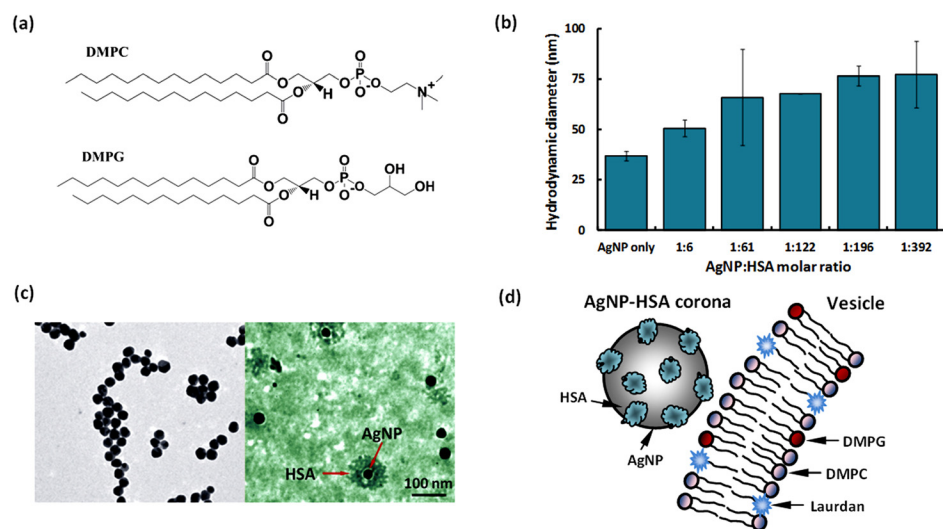 (a)
DMPC
O
O
O
O
O
P
O
O
-
H
N
+
DMPG
O
O
O
O
O
P
O
O
-
H
OH
OH
(b)
Hydrodynamic diameter (nm)
100
75
50
25
0
AgNP only 1:6 1:61 1:122 1:196 1:392
AgNP:HSA molar ratio
(c)
AgNP
HSA
100 nm
(d)
AgNP-HSA corona
Vesicle
HSA
AgNP
DMPG
DMPC
Laurdan